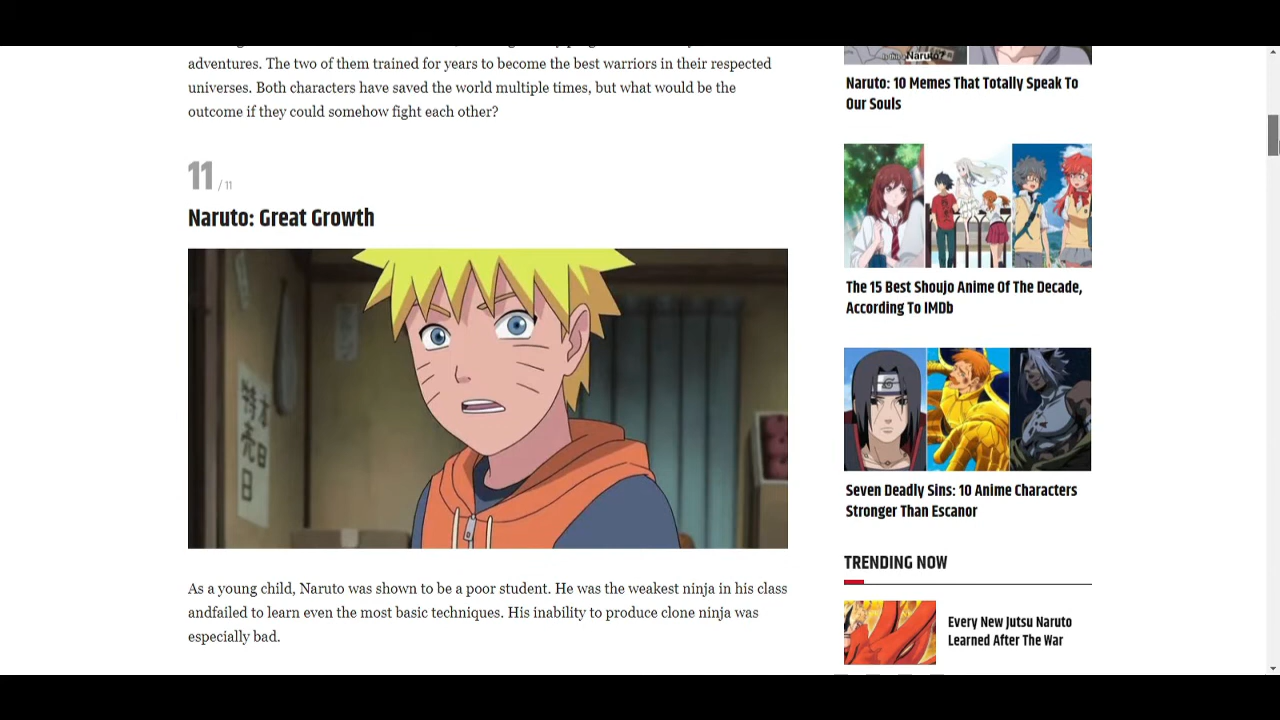 adventures. The two of them trained for years to become the best warriors in their respected
universes. Both characters have saved the world multiple times, but what would be the
outcome if they could somehow fight each other?
11 / 11
Naruto: Great Growth
本日
特売日
As a young child, Naruto was shown to be a poor student. He was the weakest ninja in his class
andfailed to learn even the most basic techniques. His inability to produce clone ninja was
especially bad.
Naruto?
Naruto: 10 Memes That Totally Speak To
Our Souls
The 15 Best Shoujo Anime Of The Decade,
According To IMDb
Seven Deadly Sins: 10 Anime Characters
Stronger Than Escanor
TRENDING NOW
Every New Jutsu Naruto
Learned After The War